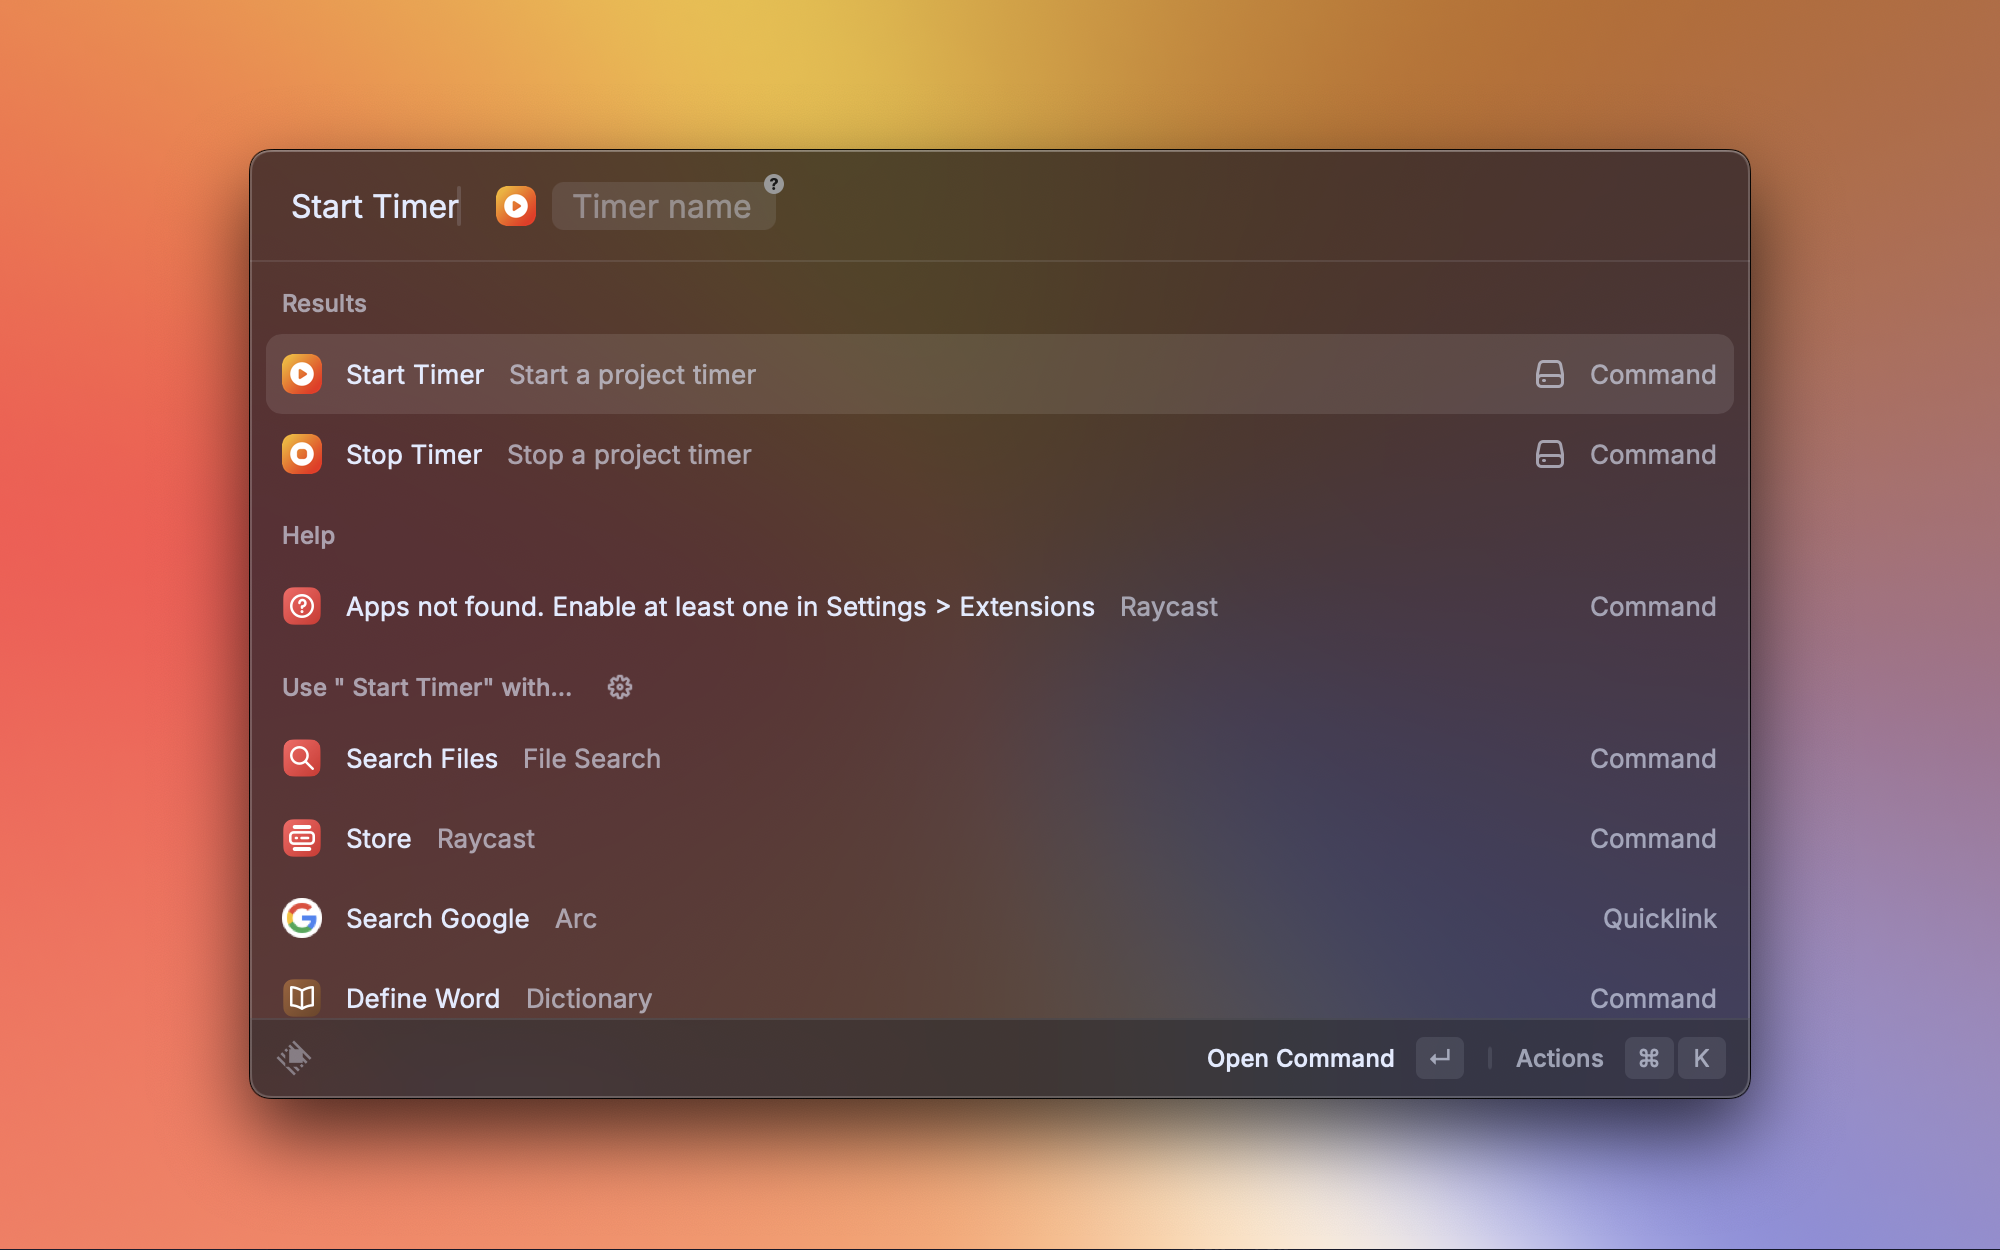 Start Timer Timer name ?
Results
Start Timer Start a project timer Command
Stop Timer Stop a project timer Command
Help
Apps not found. Enable at least one in Settings > Extensions Raycast Command
Use " Start Timer" with...
Search Files File Search Command
Store Raycast Command
Search Google Arc Quicklink
Define Word Dictionary Command
Open Command ↵ Actions ⌘ K